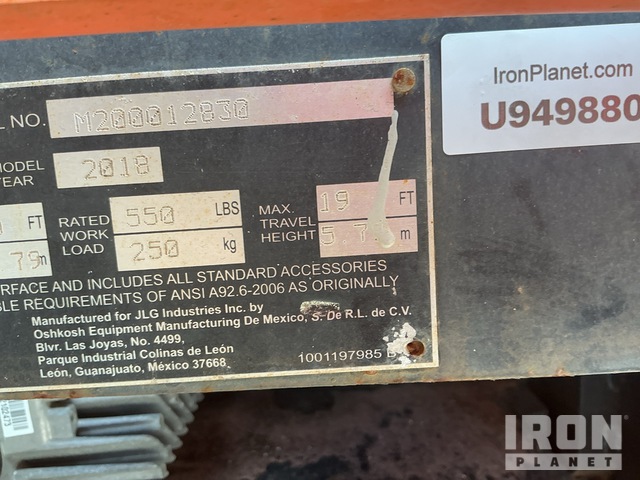 IronPlanet.com
U949880
L NO. M200012830
MODEL YEAR 2018
FT RATED WORK LOAD 550 LBS MAX. TRAVEL HEIGHT 19 FT
79 m 250 kg 5.7 m
RFACE AND INCLUDES ALL STANDARD ACCESSORIES
BLE REQUIREMENTS OF ANSI A92.6-2006 AS ORIGINALLY
Manufactured for JLG Industries Inc. by
Oshkosh Equipment Manufacturing De Mexico, S. De R.L. de C.V.
Blvr. Las Joyas, No. 4499,
Parque Industrial Colinas de León
León, Guanajuato, México 37668
1001197985
IRON
PLANET